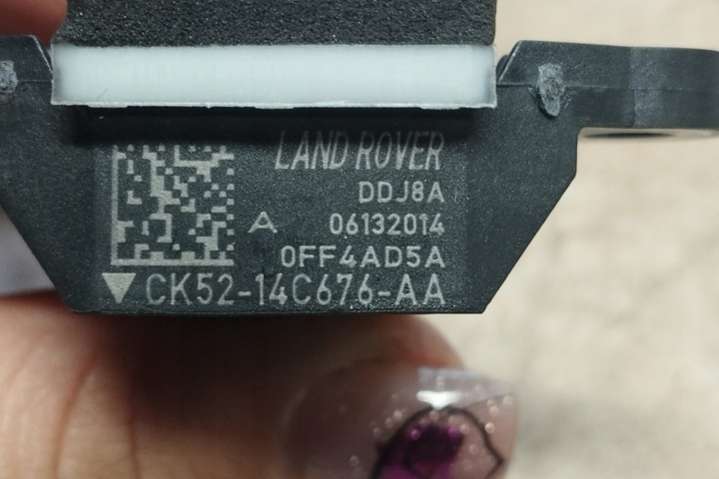 LAND ROVER
DDJ8A
A 06132014
0FF4AD5A
CK52-14C676-AA